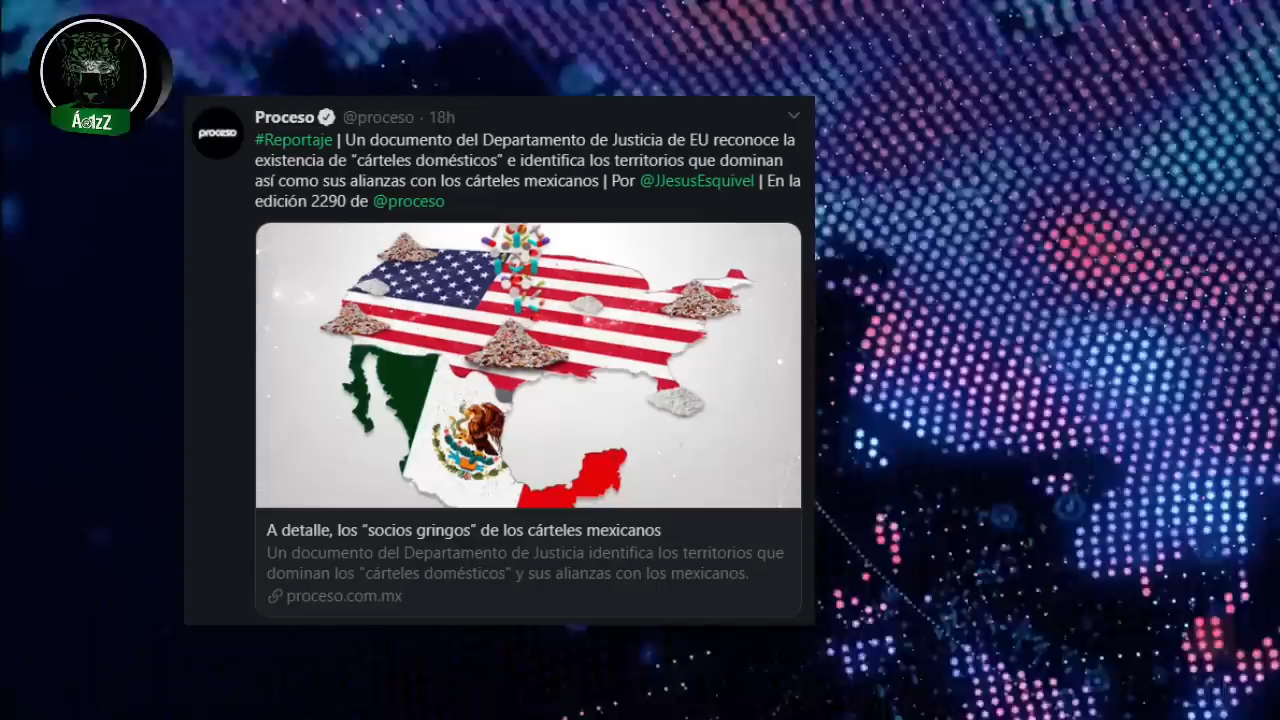 Áo1zZ
proceso
Proceso @proceso · 18h
#Reportaje | Un documento del Departamento de Justicia de EU reconoce la
existencia de “cárteles domésticos” e identifica los territorios que dominan
así como sus alianzas con los cárteles mexicanos | Por @JJesusEsquivel | En la
edición 2290 de @proceso
A detalle, los “socios gringos” de los cárteles mexicanos
Un documento del Departamento de Justicia identifica los territorios que
dominan los "cárteles domésticos" y sus alianzas con los mexicanos.
proceso.com.mx